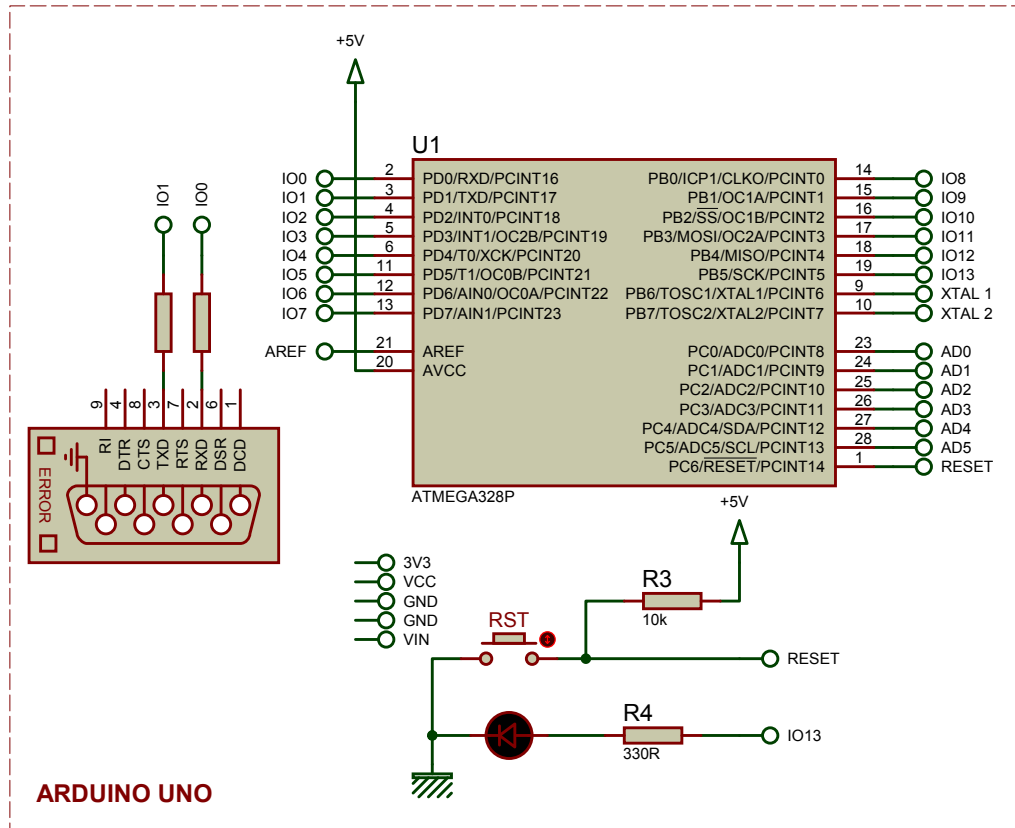 +5V
U1
IO0 2 PD0/RXD/PCINT16 PB0/ICP1/CLKO/PCINT0 14 IO8
IO1 3 PD1/TXD/PCINT17 PB1/OC1A/PCINT1 15 IO9
IO2 4 PD2/INT0/PCINT18 PB2/SS/OC1B/PCINT2 16 IO10
IO3 5 PD3/INT1/OC2B/PCINT19 PB3/MOSI/OC2A/PCINT3 17 IO11
IO4 6 PD4/T0/XCK/PCINT20 PB4/MISO/PCINT4 18 IO12
IO5 11 PD5/T1/OC0B/PCINT21 PB5/SCK/PCINT5 19 IO13
IO6 12 PD6/AIN0/OC0A/PCINT22 PB6/TOSC1/XTAL1/PCINT6 9 XTAL 1
IO7 13 PD7/AIN1/PCINT23 PB7/TOSC2/XTAL2/PCINT7 10 XTAL 2
AREF 21 AREF PC0/ADC0/PCINT8 23 AD0
20 AVCC PC1/ADC1/PCINT9 24 AD1
PC2/ADC2/PCINT10 25 AD2
PC3/ADC3/PCINT11 26 AD3
PC4/ADC4/SDA/PCINT12 27 AD4
PC5/ADC5/SCL/PCINT13 28 AD5
PC6/RESET/PCINT14 1 RESET
ATMEGA328P
IO1
IO0
9 RI
4 DTR
8 CTS
3 TXD
7 RTS
2 RXD
6 DSR
1 DCD
ERROR
+5V
3V3
VCC
GND
GND
VIN
R3
10k
RST
RESET
R4
330R
IO13
ARDUINO UNO